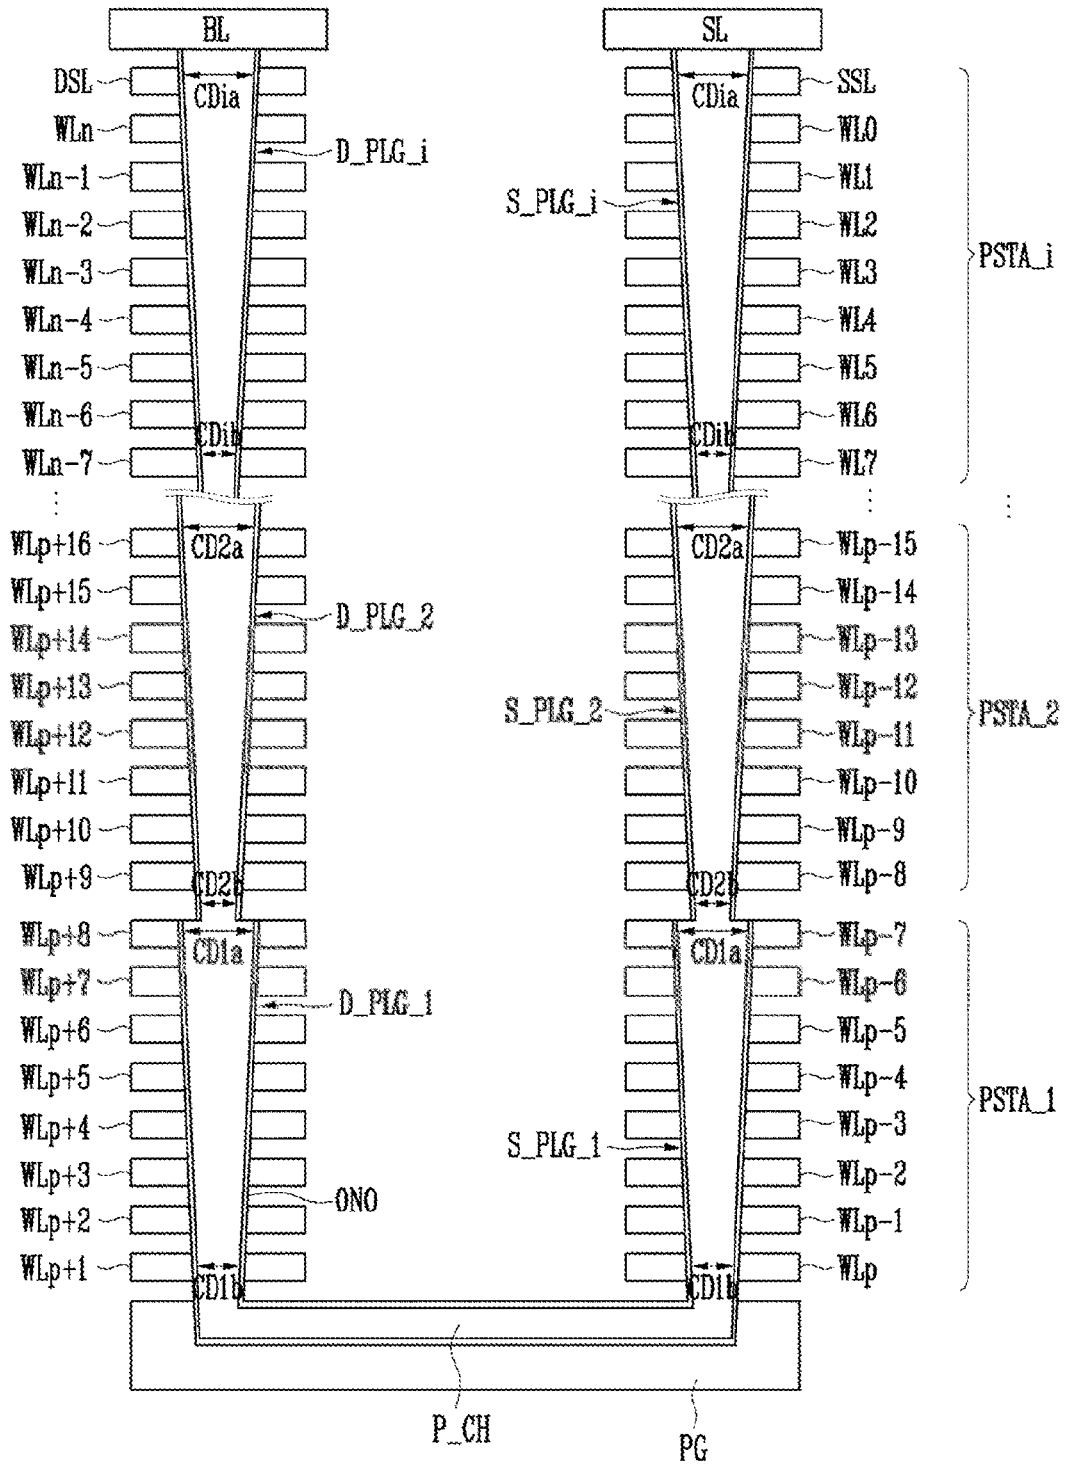 BL SL
DSL CDia CDia SSL
WLn WL0
D_PLG_i
WLn-1 WL1
S_PLG_i
WLn-2 WL2
PSTA_i
WLn-3 WL3
WLn-4 WL4
WLn-5 WL5
WLn-6 WL6
CDib CDib
WLn-7 WL7
WLp+16 CD2a CD2a WLp-15
WLp+15 WLp-14
D_PLG_2
WLp+14 WLp-13
WLp+13 WLp-12
S_PLG_2 PSTA_2
WLp+12 WLp-11
WLp+11 WLp-10
WLp+10 WLp-9
WLp+9 CD2b CD2b WLp-8
WLp+8 WLp-7
CD1a CD1a
WLp+7 WLp-6
D_PLG_1
WLp+6 WLp-5
WLp+5 WLp-4
PSTA_1
WLp+4 WLp-3
S_PLG_1
WLp+3 WLp-2
ONO
WLp+2 WLp-1
WLp+1 WLp
CD1b CD1b
P_CH
PG